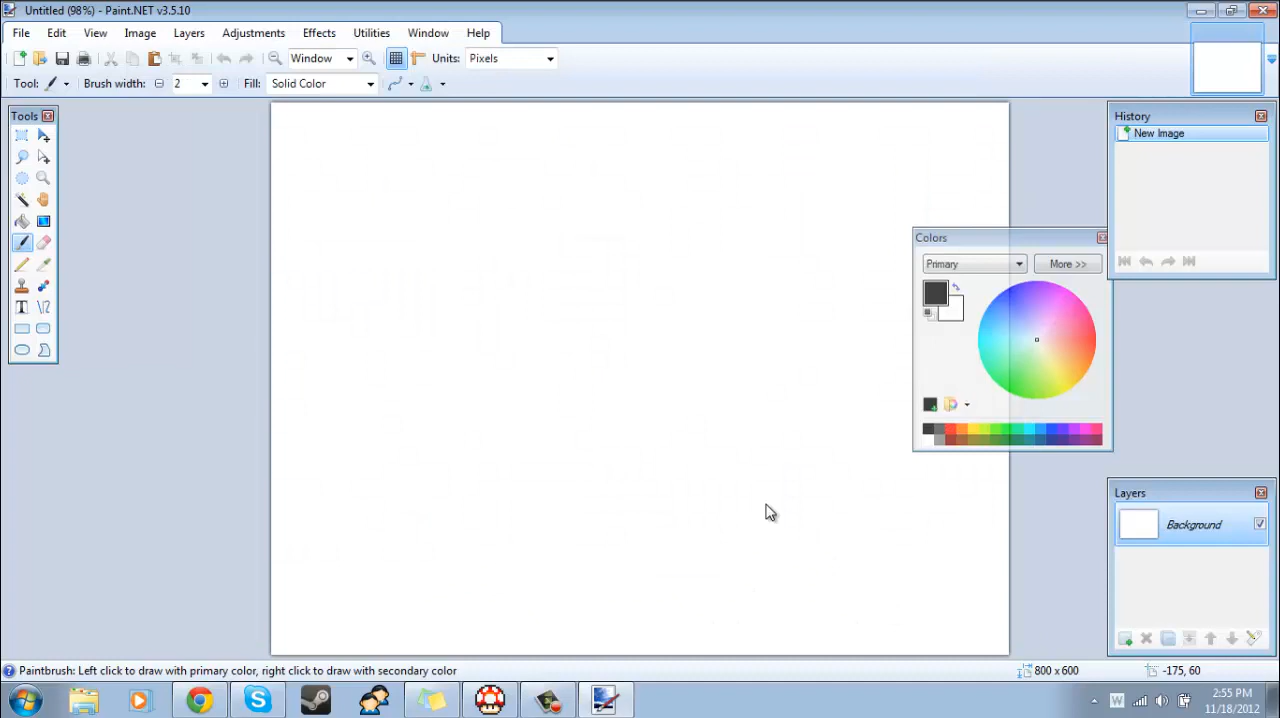 Untitled (98%) - Paint.NET v3.5.10
File Edit View Image Layers Adjustments Effects Utilities Window Help
Window Units: Pixels
Tool: Brush width: 2 Fill: Solid Color
Tools
History
New Image
Colors
Primary More >>
Layers
Background
Paintbrush: Left click to draw with primary color, right click to draw with secondary color 800 x 600 -175, 60
W 2:55 PM
11/18/2012